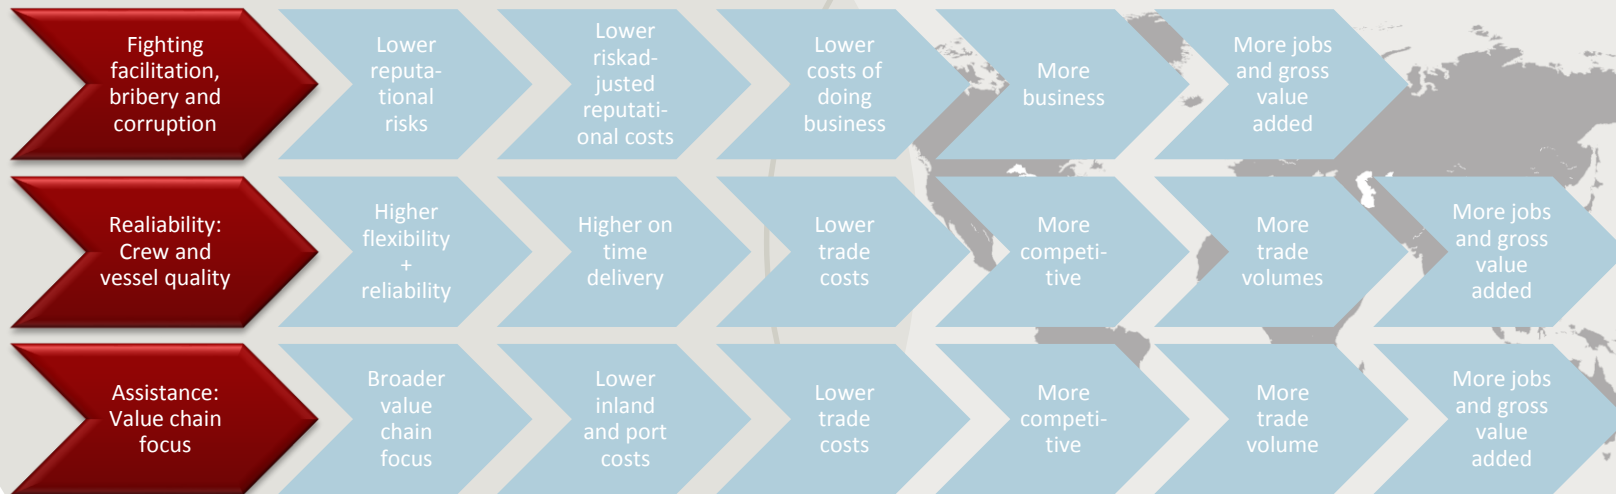 Fighting
facilitation,
bribery and
corruption
Lower
reputa-
tional
risks
Lower
riskad-
justed
reputati-
onal costs
Lower
costs of
doing
business
More
business
More jobs
and gross
value
added
Realiability:
Crew and
vessel quality
Higher
flexibility
+
reliability
Higher on
time
delivery
Lower
trade
costs
More
competi-
tive
More
trade
volumes
More jobs
and gross
value
added
Assistance:
Value chain
focus
Broader
value
chain
focus
Lower
inland
and port
costs
Lower
trade
costs
More
competi-
tive
More
trade
volume
More jobs
and gross
value
added